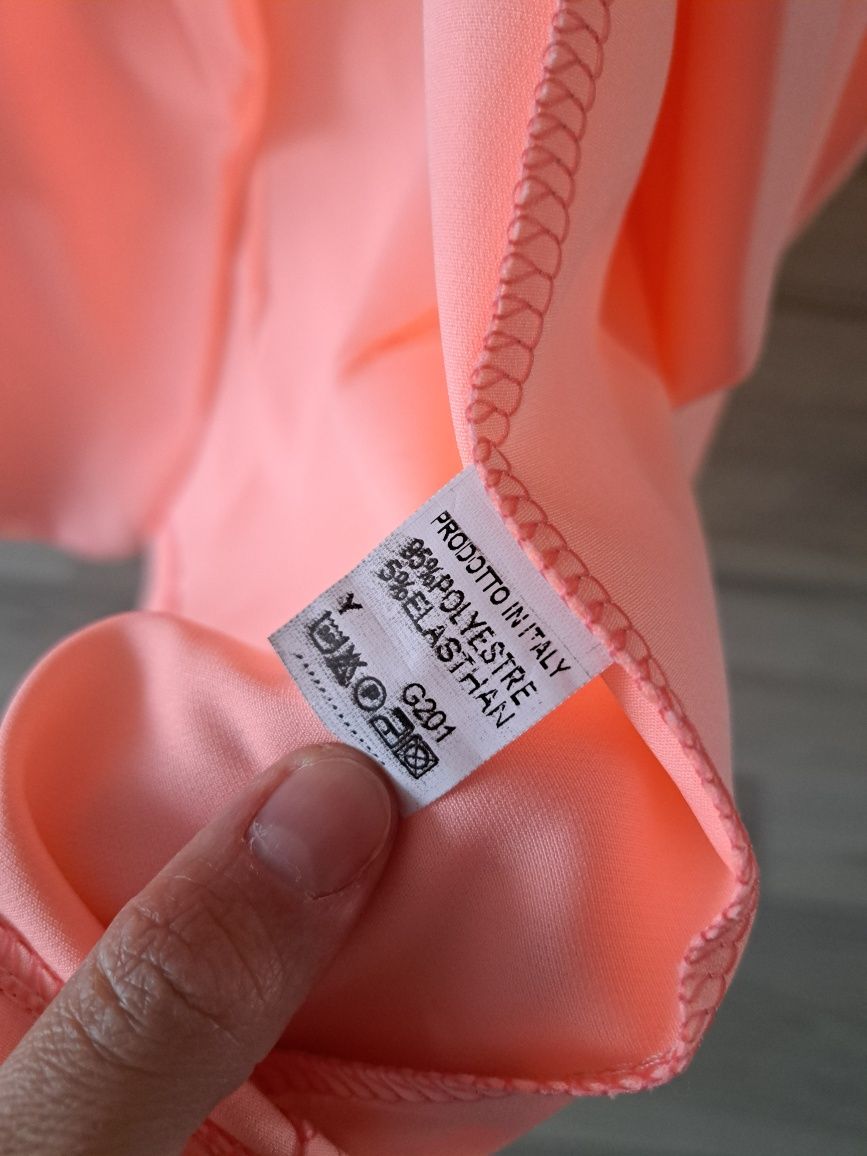 PRODOTTO IN ITALY
95%POLYESTRE
5%ELASTHAN
G201
Y